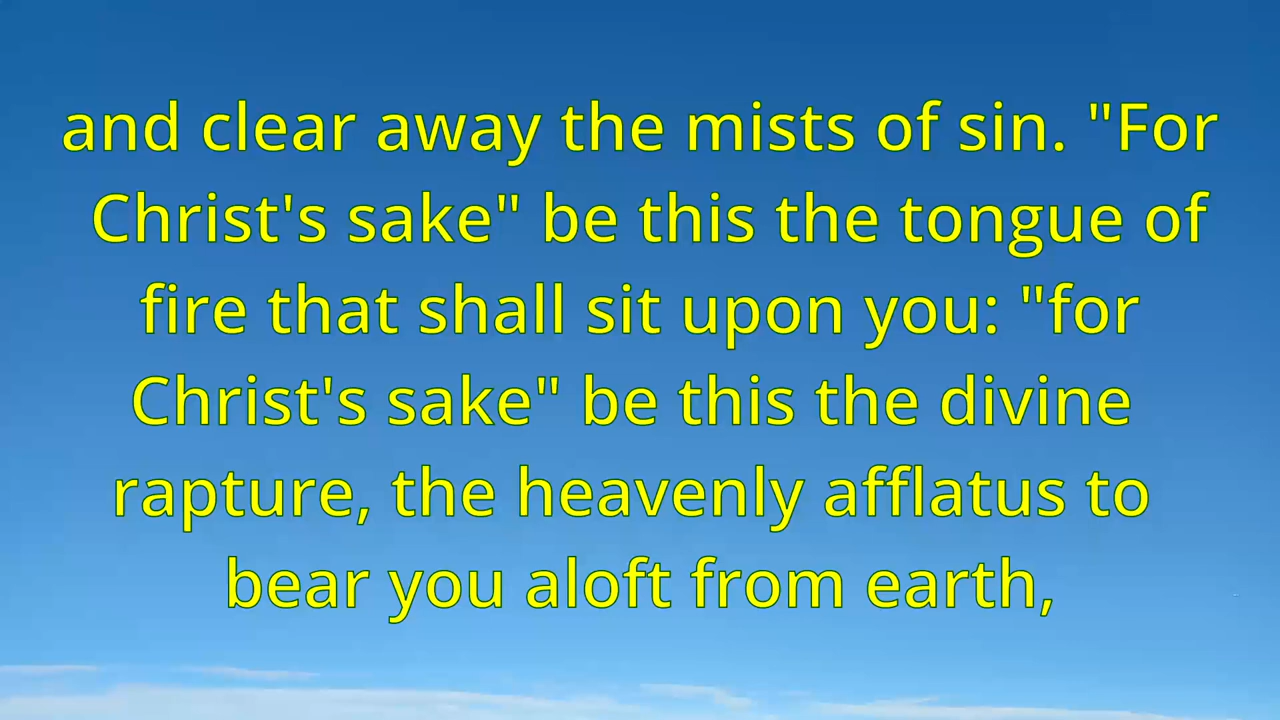 and clear away the mists of sin. "For
Christ's sake" be this the tongue of
fire that shall sit upon you: "for
Christ's sake" be this the divine
rapture, the heavenly afflatus to
bear you aloft from earth,